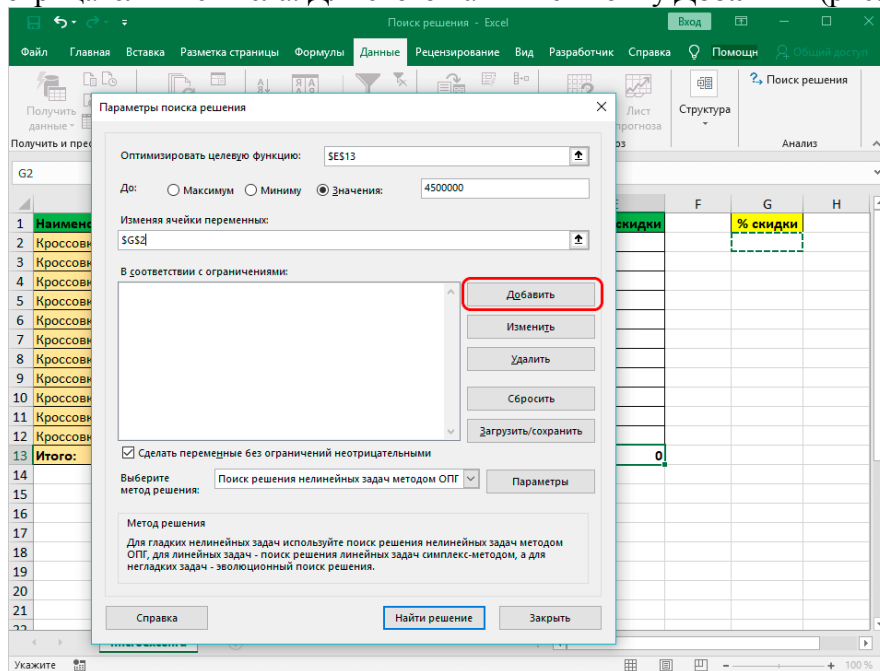 Поиск решения - Excel
Вход
Файл Главная Вставка Разметка страницы Формулы Данные Рецензирование Вид Разработчик Справка Помощн Общий доступ
Получить данные
Лист прогноза
Структура
Поиск решения
Получить и прео
Анализ
G2
Параметры поиска решения
Оптимизировать целевую функцию: $E$13
До: Максимум Миниму Значения: 4500000
Изменяя ячейки переменных:
$G$2
В соответствии с ограничениями:
Добавить
Изменить
Удалить
Сбросить
Загрузить/сохранить
Сделать переменные без ограничений неотрицательными
Выберите метод решения: Поиск решения нелинейных задач методом ОПГ
Параметры
Метод решения
Для гладких нелинейных задач используйте поиск решения нелинейных задач методом
ОПГ, для линейных задач - поиск решения линейных задач симплекс-методом, а для
негладких задач - эволюционный поиск решения.
Справка
Найти решение
Закрыть
F G H
1 Наимено скидки % скидки
2 Кроссовк
3 Кроссовк
4 Кроссовк
5 Кроссовк
6 Кроссовк
7 Кроссовк
8 Кроссовк
9 Кроссовк
10 Кроссовк
11 Кроссовк
12 Кроссовк
13 Итого: 0
14
15
16
17
18
19
20
21
Укажите
100 %